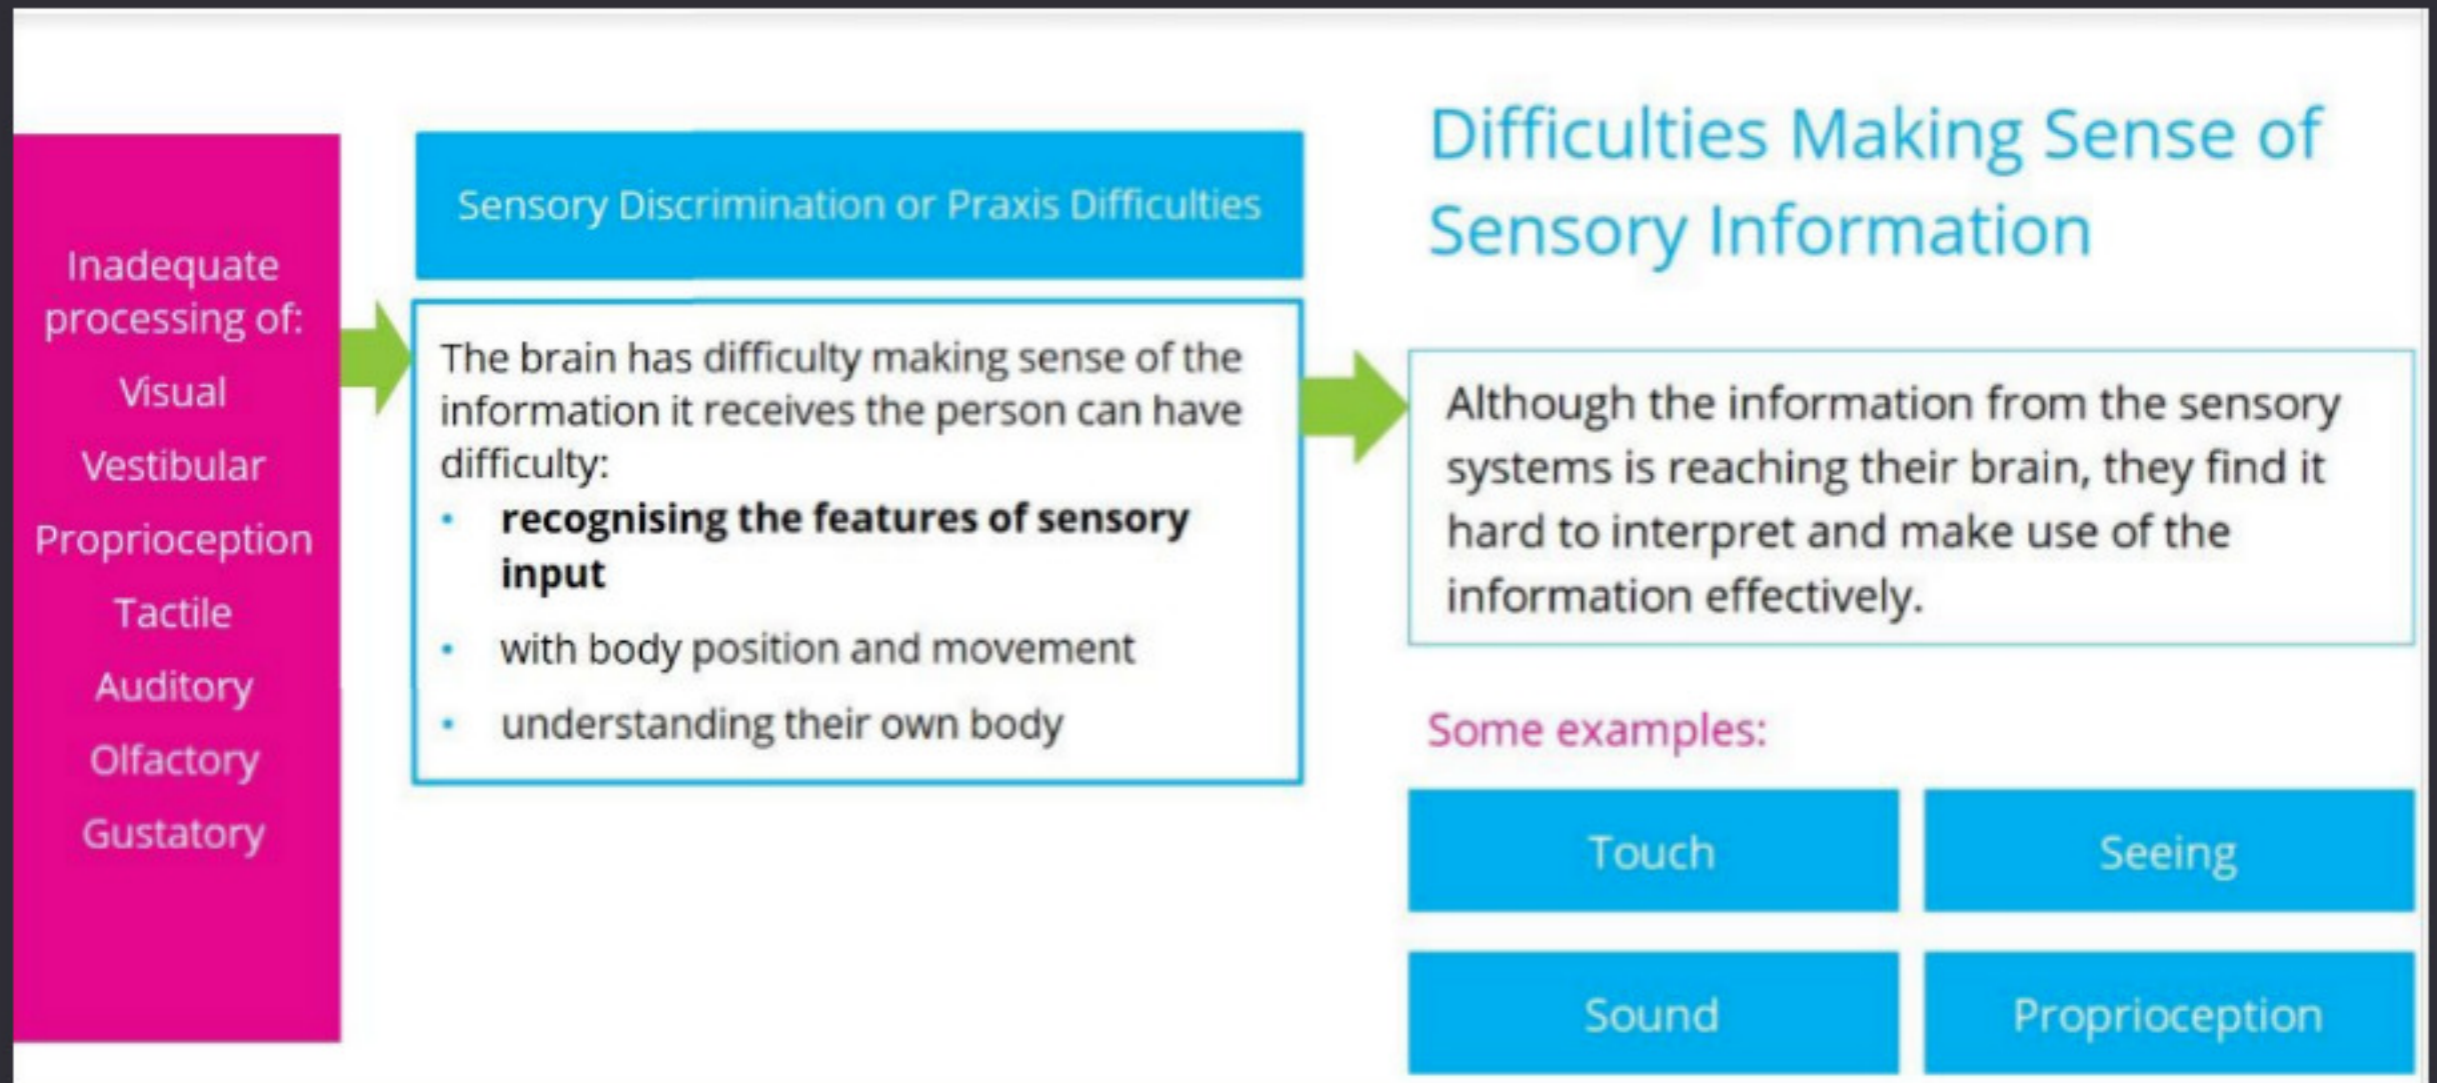 Inadequate
processing of:
Visual
Vestibular
Proprioception
Tactile
Auditory
Olfactory
Gustatory
Sensory Discrimination or Praxis Difficulties
The brain has difficulty making sense of the
information it receives the person can have
difficulty:
• recognising the features of sensory
input
• with body position and movement
• understanding their own body
Difficulties Making Sense of
Sensory Information
Although the information from the sensory
systems is reaching their brain, they find it
hard to interpret and make use of the
information effectively.
Some examples:
Touch
Seeing
Sound
Proprioception